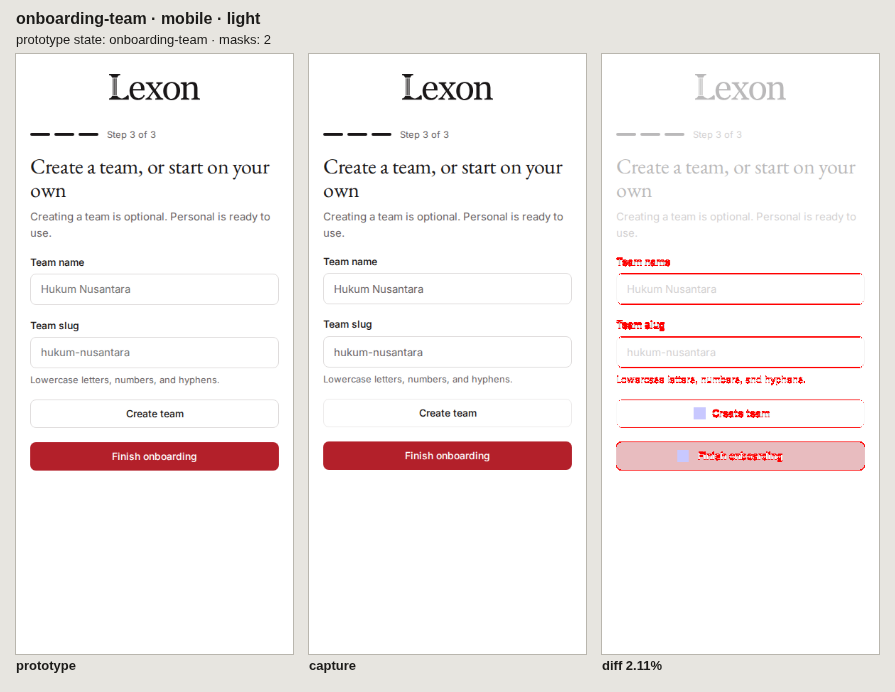 onboarding-team · mobile · light
prototype state: onboarding-team · masks: 2
Lexon
Step 3 of 3
Create a team, or start on your
own
Creating a team is optional. Personal is ready to
use.
Team name
Hukum Nusantara
Team slug
hukum-nusantara
Lowercase letters, numbers, and hyphens.
Create team
Finish onboarding
prototype
Lexon
Step 3 of 3
Create a team, or start on your
own
Creating a team is optional. Personal is ready to
use.
Team name
Hukum Nusantara
Team slug
hukum-nusantara
Lowercase letters, numbers, and hyphens.
Create team
Finish onboarding
capture
Lexon
Step 3 of 3
Create a team, or start on your
own
Creating a team is optional. Personal is ready to
use.
Team name
Hukum Nusantara
Team slug
hukum-nusantara
Lowercase letters, numbers, and hyphens.
Create team
Finish onboarding
diff 2.11%